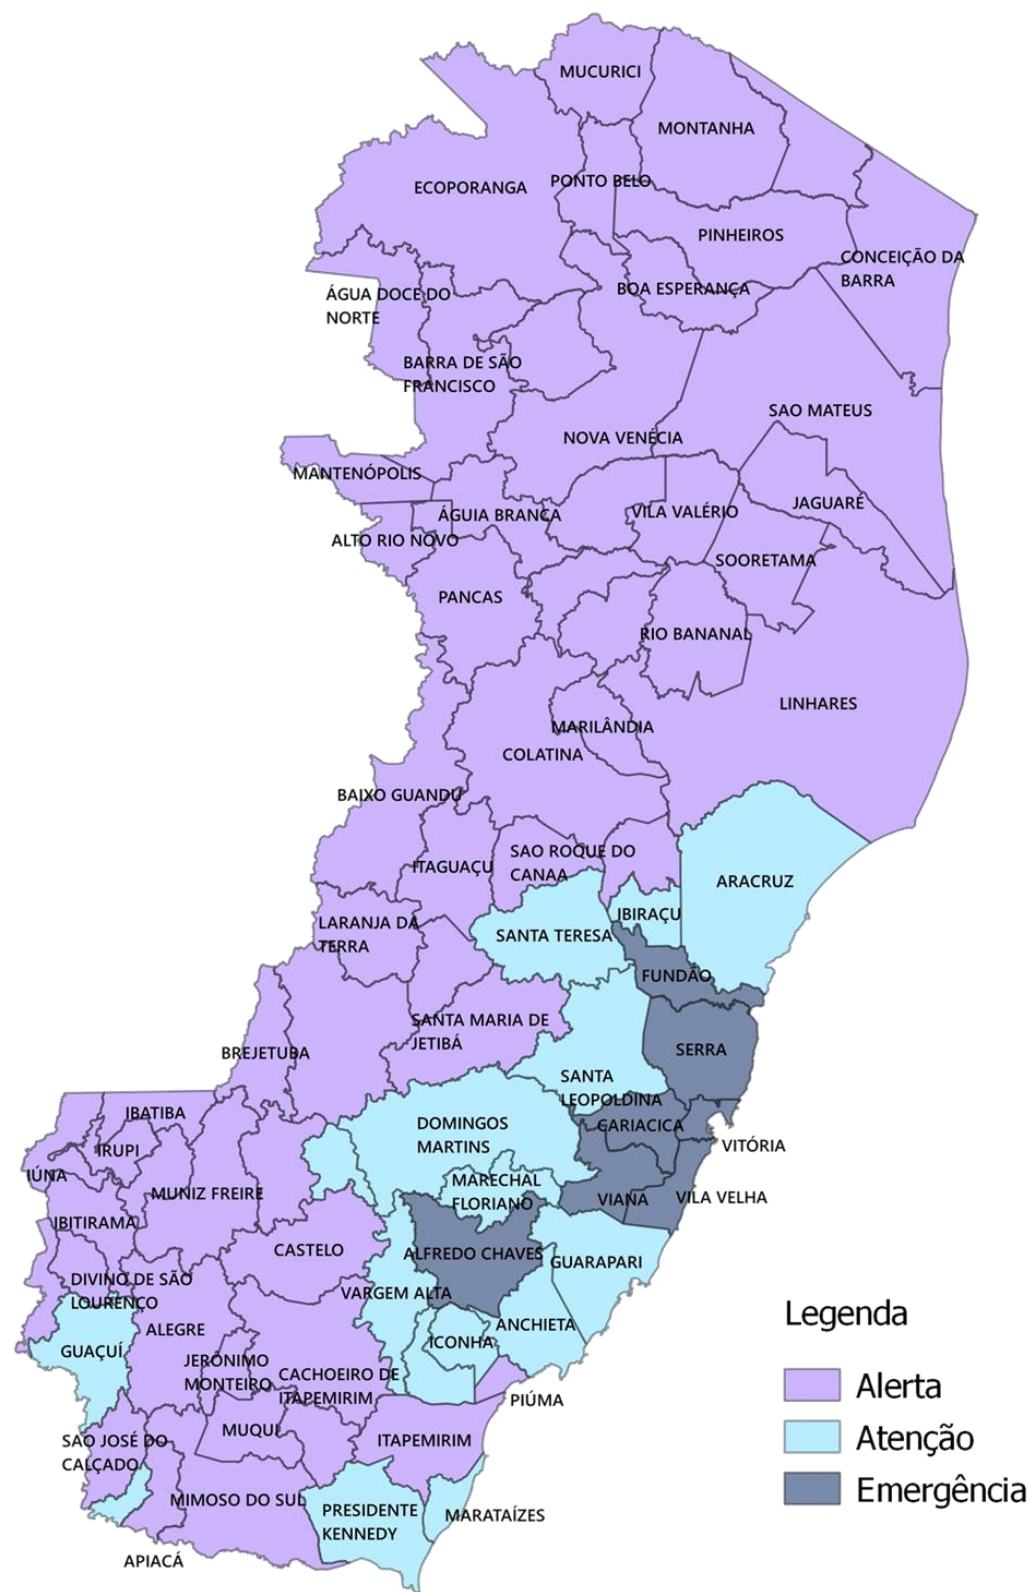 MUCURICI
MONTANHA
ECOPORANGA
PONTO BELO
PINHEIROS
CONCEIÇÃO DA
BARRA
BOA ESPERANÇA
ÁGUA DOCE DO
NORTE
BARRA DE SÃO
FRANCISCO
SAO MATEUS
NOVA VENÉCIA
MANTENÓPOLIS
JAGUARÉ
ÁGUIA BRANCA
VILA VALÉRIO
ALTO RIO NOVO
SOORETAMA
PANCAS
RIO BANANAL
LINHARES
MARILÂNDIA
COLATINA
BAIXO GUANDU
SAO ROQUE DO
CANAA
ITAGUAÇU
ARACRUZ
IBIRAÇU
LARANJA DA
TERRA
SANTA TERESA
FUNDÃO
SANTA MARIA DE
JETIBÁ
BREJETUBA
SERRA
SANTA
LEOPOLDINA
IBATIBA
DOMINGOS
MARTINS
CARIACICA
IRUPI
VITÓRIA
IÚNA
MARECHAL
FLORIANO
MUNIZ FREIRE
VIANA
VILA VELHA
IBITIRAMA
CASTELO
ALFREDO CHAVES
GUARAPARI
DIVINO DE SÃO
LOURENÇO
VARGEM ALTA
ANCHIETA
ALEGRE
ICONHA
GUAÇUÍ
JERÔNIMO
MONTEIRO
CACHOEIRO DE
ITAPEMIRIM
PIÚMA
MUQUI
ITAPEMIRIM
SAO JOSÉ DO
CALÇADO
MIMOSO DO SUL
PRESIDENTE
KENNEDY
MARATAÍZES
APIACÁ
Legenda
Alerta
Atenção
Emergência